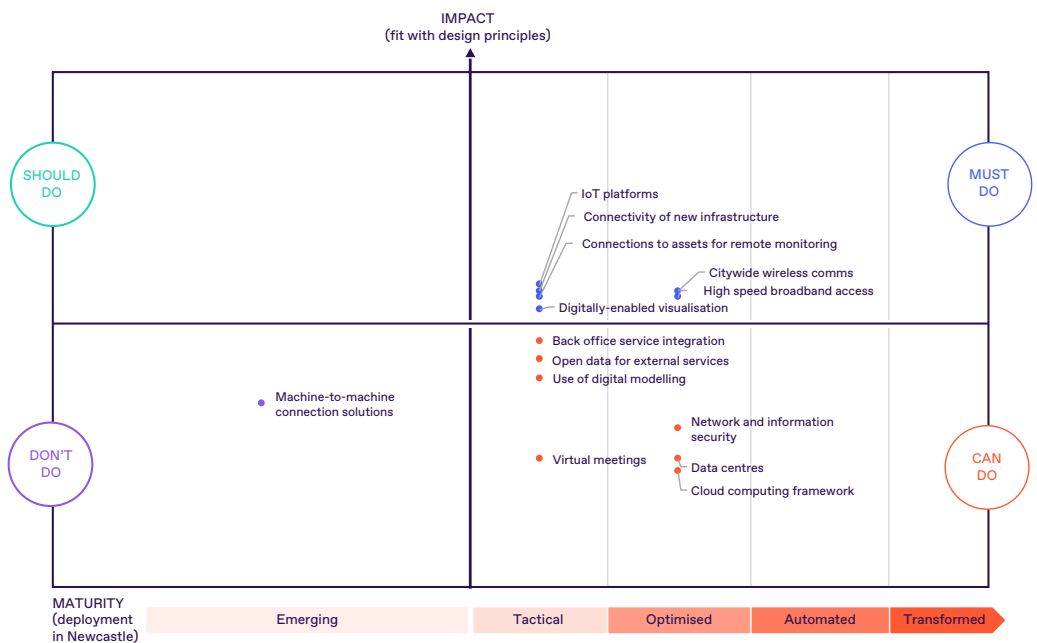 IMPACT
(fit with design principles)
SHOULD
DO
MUST
DO
IoT platforms
Connectivity of new infrastructure
Connections to assets for remote monitoring
Citywide wireless comms
High speed broadband access
Digitally-enabled visualisation
Back office service integration
Open data for external services
Use of digital modelling
Machine-to-machine
connection solutions
Network and information
security
Virtual meetings
Data centres
Cloud computing framework
DON'T
DO
CAN
DO
MATURITY
(deployment
in Newcastle)
Emerging
Tactical
Optimised
Automated
Transformed